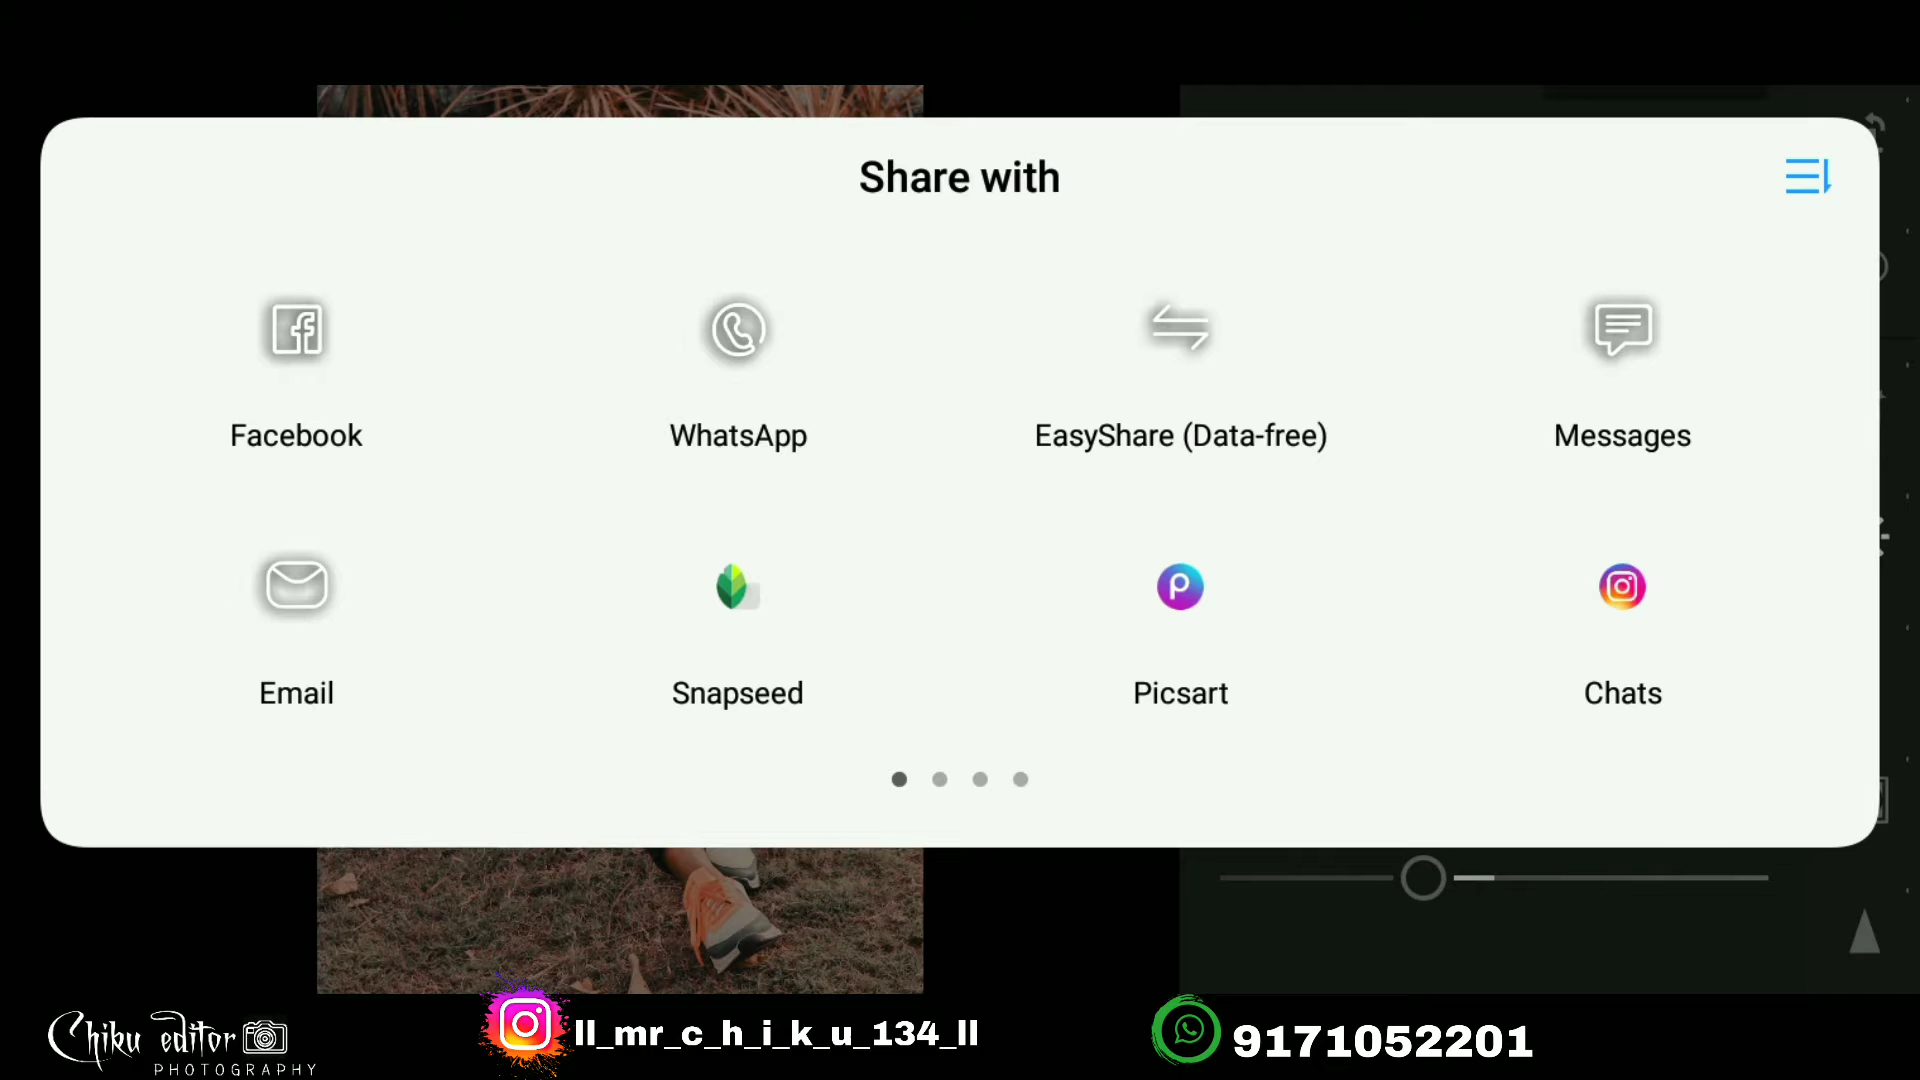 Share with
Facebook
WhatsApp
EasyShare (Data-free)
Messages
Email
Snapseed
Picsart
Chats
Chiku editor
PHOTOGRAPHY
ll_mr_c_h_i_k_u_134_ll
9171052201